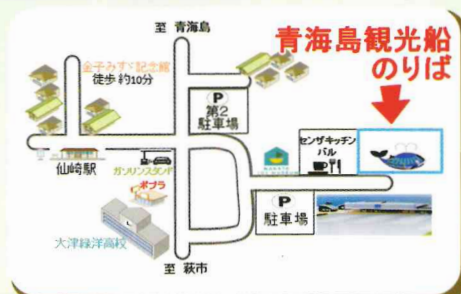 至 青海島
青海島観光船
のりば
金子みすゞ記念館
徒歩 約10分
P
第2
駐車場
センザキッチン
バル
仙崎駅
ガソリンスタンド
ポプラ
P
駐車場
大津緑洋高校
至 萩市